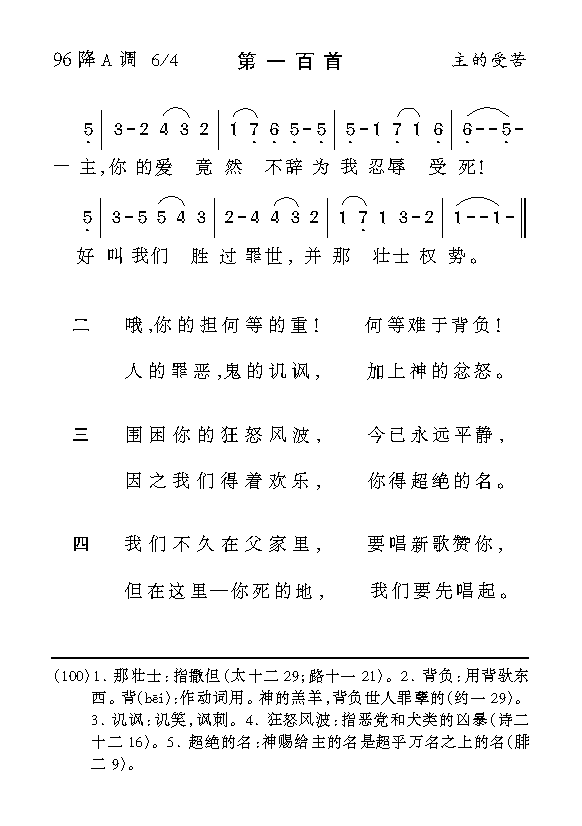 96降A调 6/4 第一百首 主的受苦
5 | 3-2 4 3 2 | 1 7 6 5-5 | 5-1 7 1 6 | 6--5-
一 主,你的爱 竟然 不辞为我忍辱 受死!
5 | 3-5 5 4 3 | 2-4 4 3 2 | 1 7 1 3-2 | 1--1- ‖
好 叫我们 胜过罪世, 并那 壮士权势。
二 哦,你的担何等的重! 何等难于背负!
人的罪恶,鬼的讥讽, 加上神的忿怒。
三 围困你的狂怒风波, 今已永远平静,
因之我们得着欢乐, 你得超绝的名。
四 我们不久在父家里, 要唱新歌赞你,
但在这里—你死的地, 我们要先唱起。
(100)1. 那壮士:指撒但(太十二29;路十一21)。2. 背负:用背驮东
西。背(bēi):作动词用。神的羔羊,背负世人罪孽的(约一29)。
3. 讥讽:讥笑,讽刺。4. 狂怒风波:指恶党和犬类的凶暴(诗二
十二16)。5. 超绝的名:神赐给主的名是超乎万名之上的名(腓
二9)。